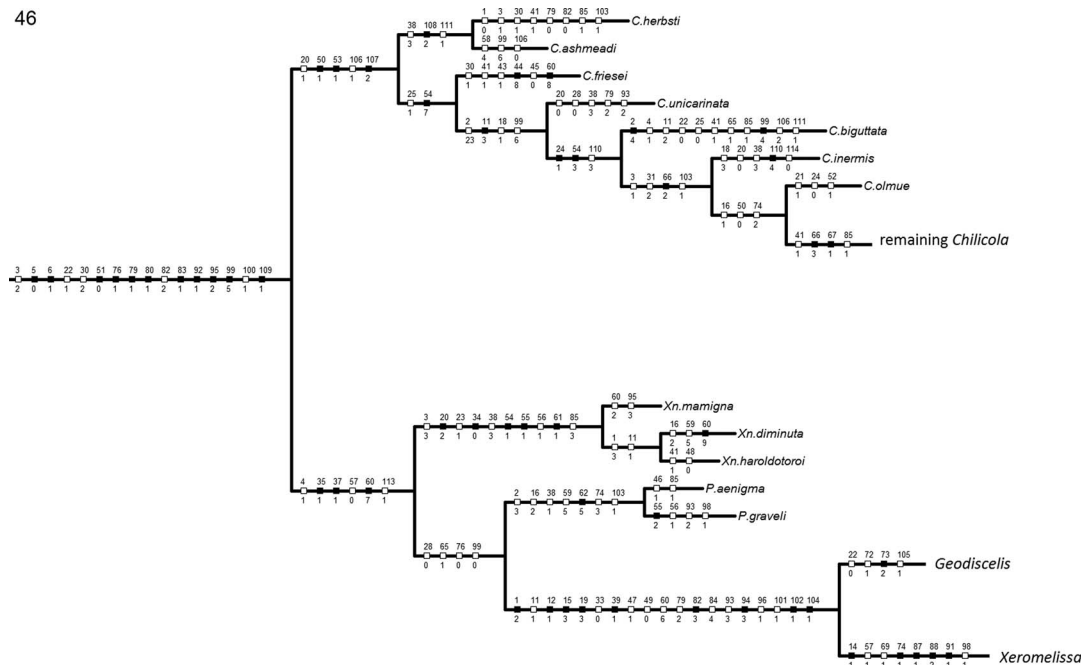 46
1 3 30 41 79 82 85 103
0 1 1 1 0 0 1 1
C.herbsti
38 108 111
3 2 1
58 99 106
4 6 0
C.ashmeadi
20 50 53 106 107
1 1 1 1 2
30 41 43 44 45 60
1 1 1 8 0 8
C.friesei
25 54
1 7
20 28 38 79 93
0 0 3 2 2
C.unicarinata
2 11 18 99
23 3 1 6
2 4 11 22 25 41 65 85 99 106 111
4 1 2 0 0 1 1 1 4 2 1
C.biguttata
24 54 110
1 3 3
18 20 38 110 114
3 0 3 4 0
C.inermis
3 31 66 103
1 2 2 1
21 24 52
1 0 1
C.olmue
16 50 74
1 0 2
41 66 67 85
1 3 1 1
remaining Chilicola
3 5 6 22 30 51 76 79 80 82 83 92 95 99 100 109
2 0 1 1 2 0 1 1 1 2 1 1 2 5 1 1
60 95
2 3
Xn.mamigna
3 20 23 34 38 54 55 56 61 85
3 2 1 0 3 1 1 1 1 3
16 59 60
2 5 9
Xn.diminuta
1 11
3 1
41 48
1 0
Xn.haroldotoroi
4 35 37 57 60 113
1 1 1 0 7 1
46 85
1 1
P.aenigma
2 16 38 59 62 74 103
3 2 1 5 5 3 1
55 56 93 98
2 1 2 1
P.graveli
28 65 76 99
0 1 0 0
22 72 73 105
0 1 2 1
Geodiscelis
1 11 12 15 19 33 39 47 49 60 79 82 84 93 94 96 101 102 104
2 1 1 3 3 0 1 1 0 6 2 3 4 3 3 1 1 1 1
14 57 69 74 87 88 91 98
Xeromelissa